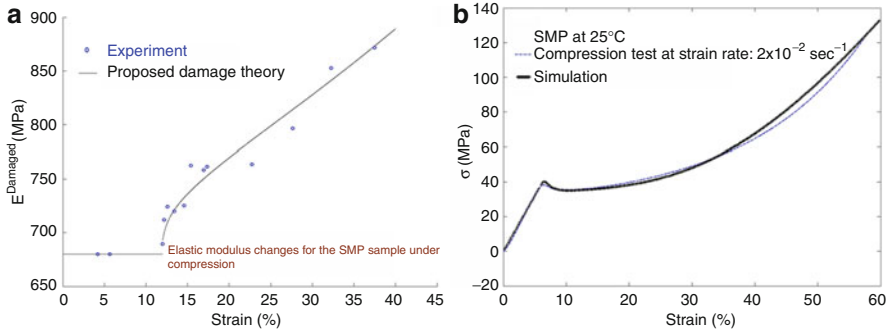 a
900
850
800
750
700
650
E^Damaged (MPa)
Experiment
Proposed damage theory
Elastic modulus changes for the SMP sample under
compression
0 5 10 15 20 25 30 35 40 45
Strain (%)
b
140
120
100
80
60
40
20
0
−20
σ (MPa)
SMP at 25°C
Compression test at strain rate: 2x10⁻² sec⁻¹
Simulation
0 10 20 30 40 50 60
Strain (%)